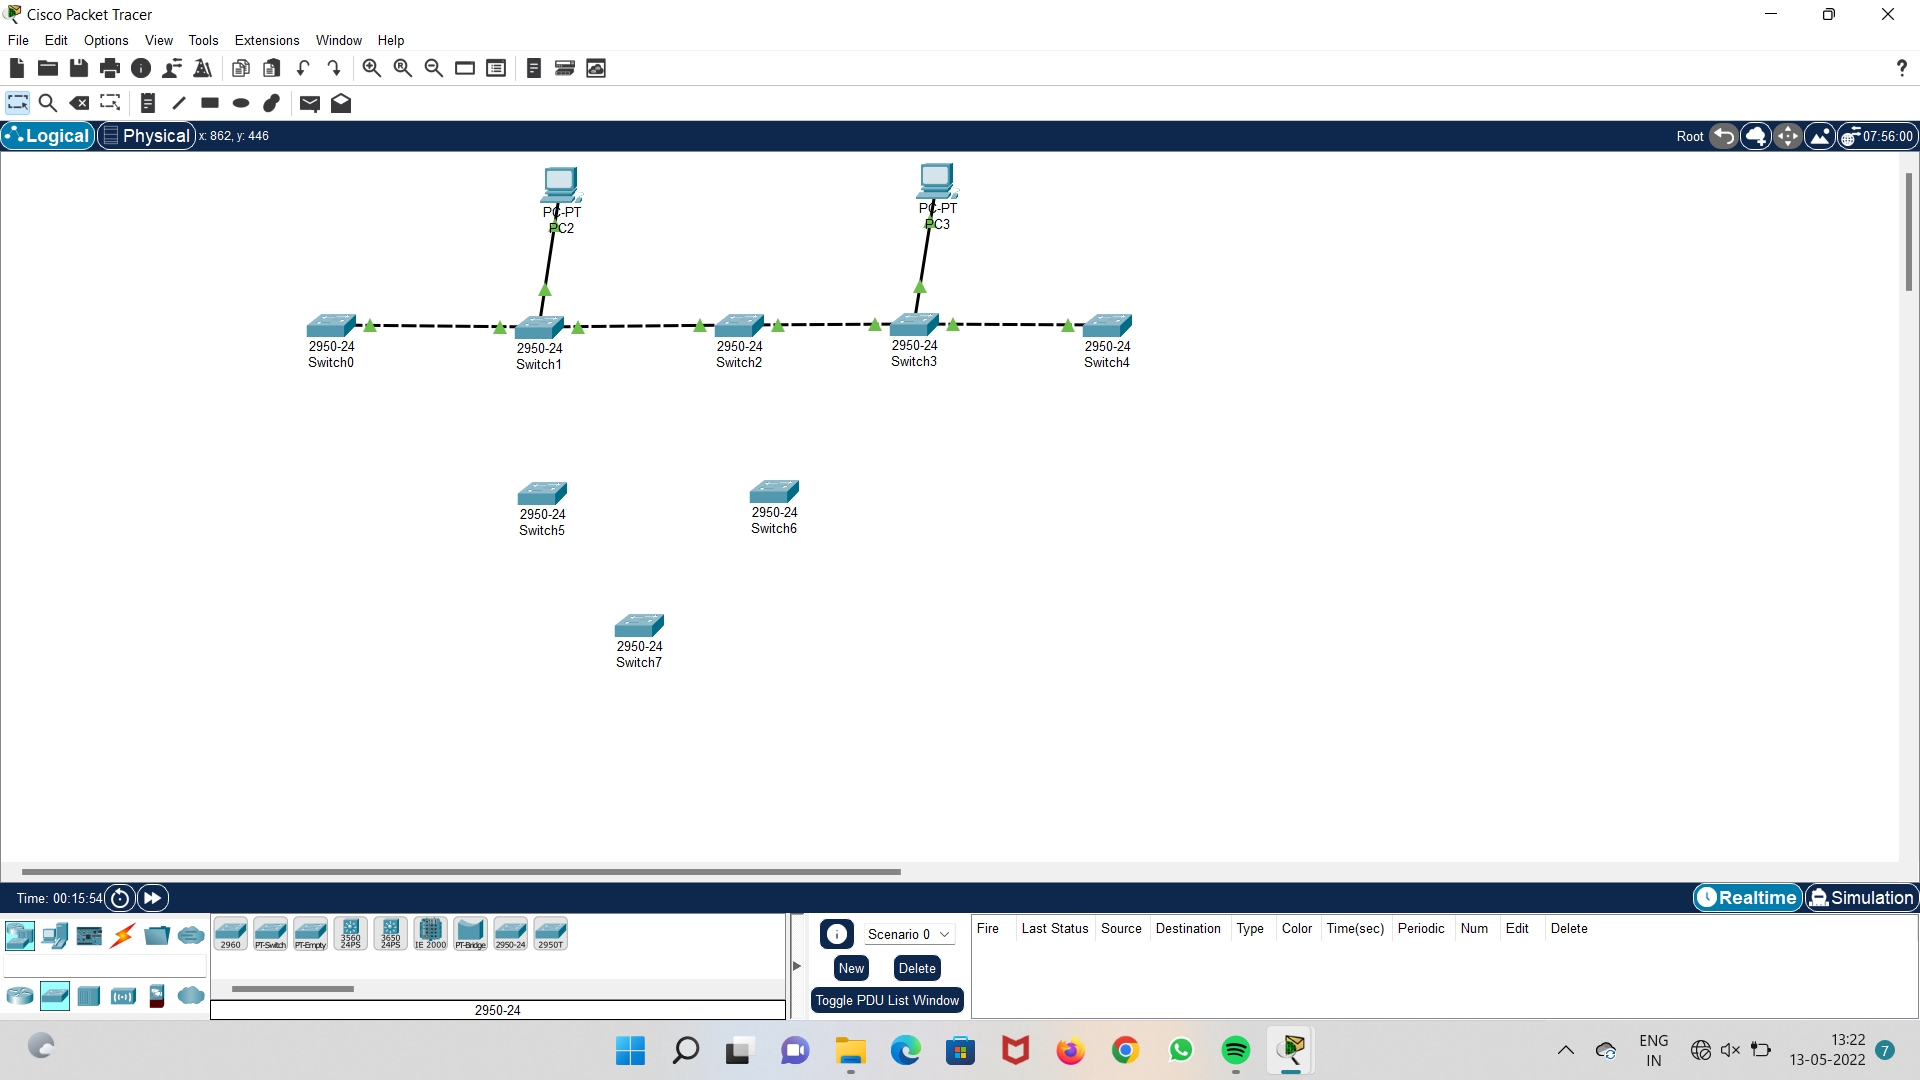 Cisco Packet Tracer
File Edit Options View Tools Extensions Window Help
Logical Physical x: 862, y: 446 Root 07:56:00
PC-PT
PC2
PC-PT
PC3
2950-24
Switch0
2950-24
Switch1
2950-24
Switch2
2950-24
Switch3
2950-24
Switch4
2950-24
Switch5
2950-24
Switch6
2950-24
Switch7
Time: 00:15:54 Realtime Simulation
2960 PT-Switch PT-Empty 3560 24PS 3650 24PS IE 2000 PT-Bridge 2950-24 2950T
2950-24
Scenario 0
New Delete
Toggle PDU List Window
Fire Last Status Source Destination Type Color Time(sec) Periodic Num Edit Delete
ENG
IN
13:22
13-05-2022
7